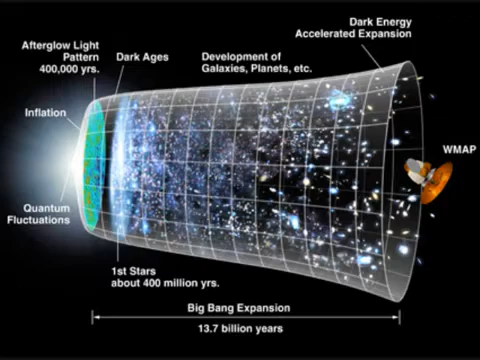 Dark Energy
Accelerated Expansion
Afterglow Light
Pattern
400,000 yrs.
Dark Ages
Development of
Galaxies, Planets, etc.
Inflation
WMAP
Quantum
Fluctuations
1st Stars
about 400 million yrs.
Big Bang Expansion
13.7 billion years